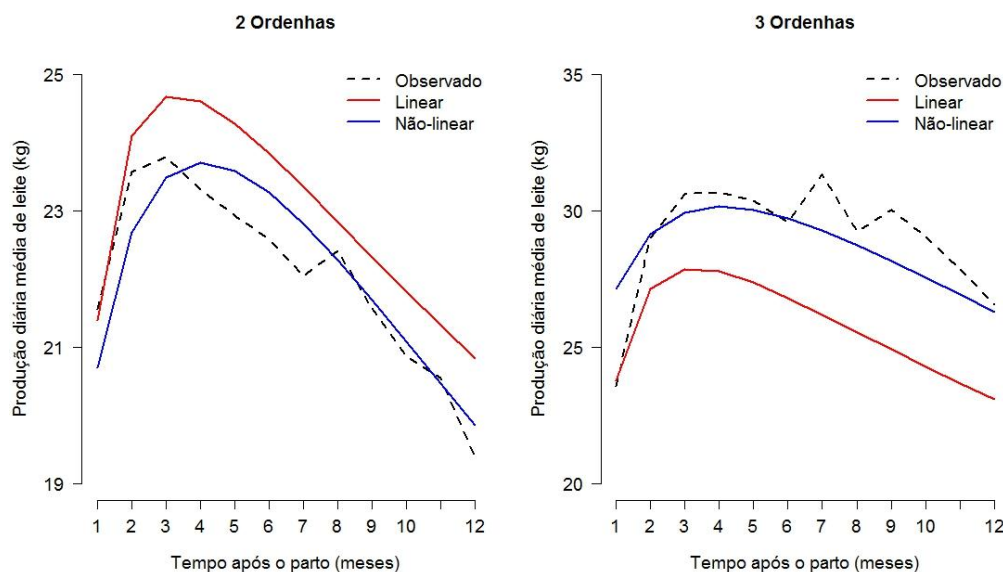 2 Ordenhas
Observado
Linear
Não-linear
25
23
21
19
Produção diária média de leite (kg)
1 2 3 4 5 6 7 8 9 10 12
Tempo após o parto (meses)
3 Ordenhas
Observado
Linear
Não-linear
35
30
25
20
Produção diária média de leite (kg)
1 2 3 4 5 6 7 8 9 10 12
Tempo após o parto (meses)